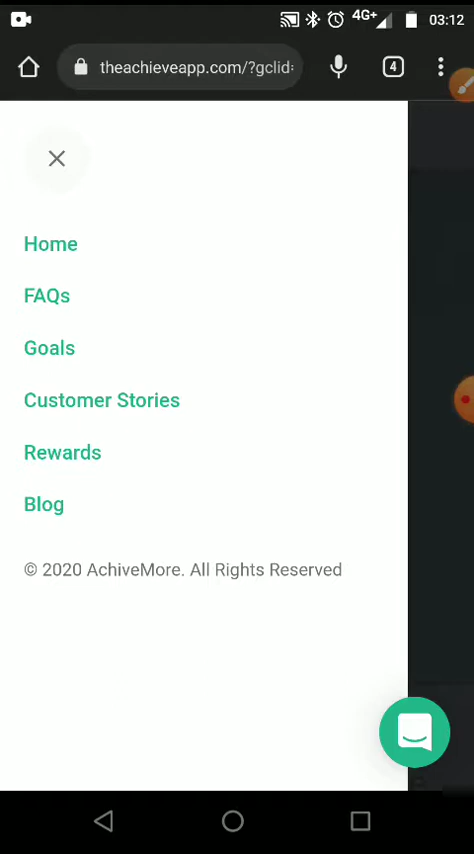 4G+ 03:12
theachieveapp.com/?gclid=
4
Home
FAQs
Goals
Customer Stories
Rewards
Blog
© 2020 AchiveMore. All Rights Reserved